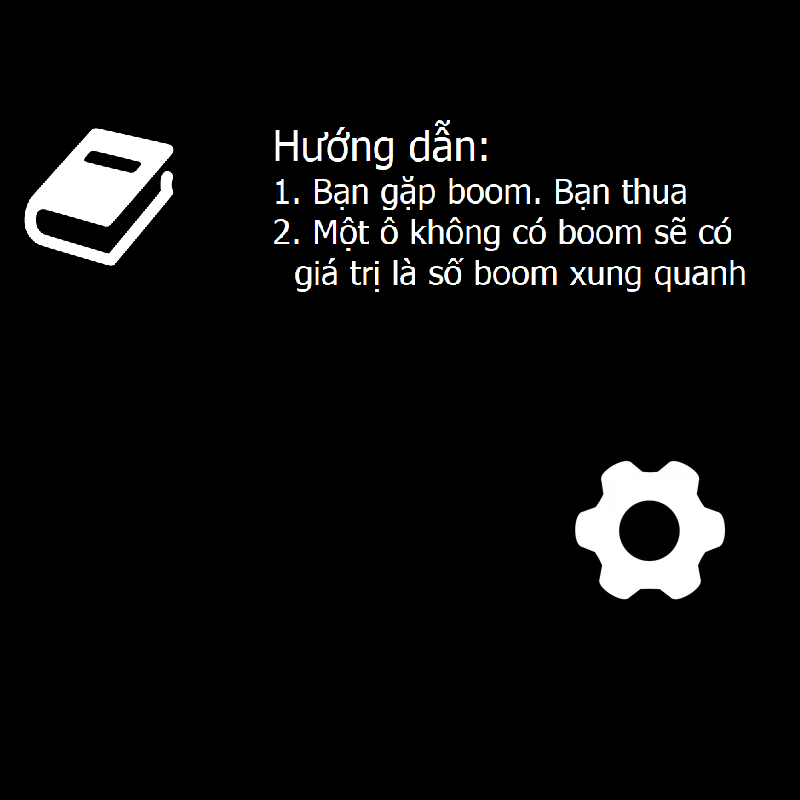 Hướng dẫn:
1. Bạn gặp boom. Bạn thua
2. Một ô không có boom sẽ có
giá trị là số boom xung quanh